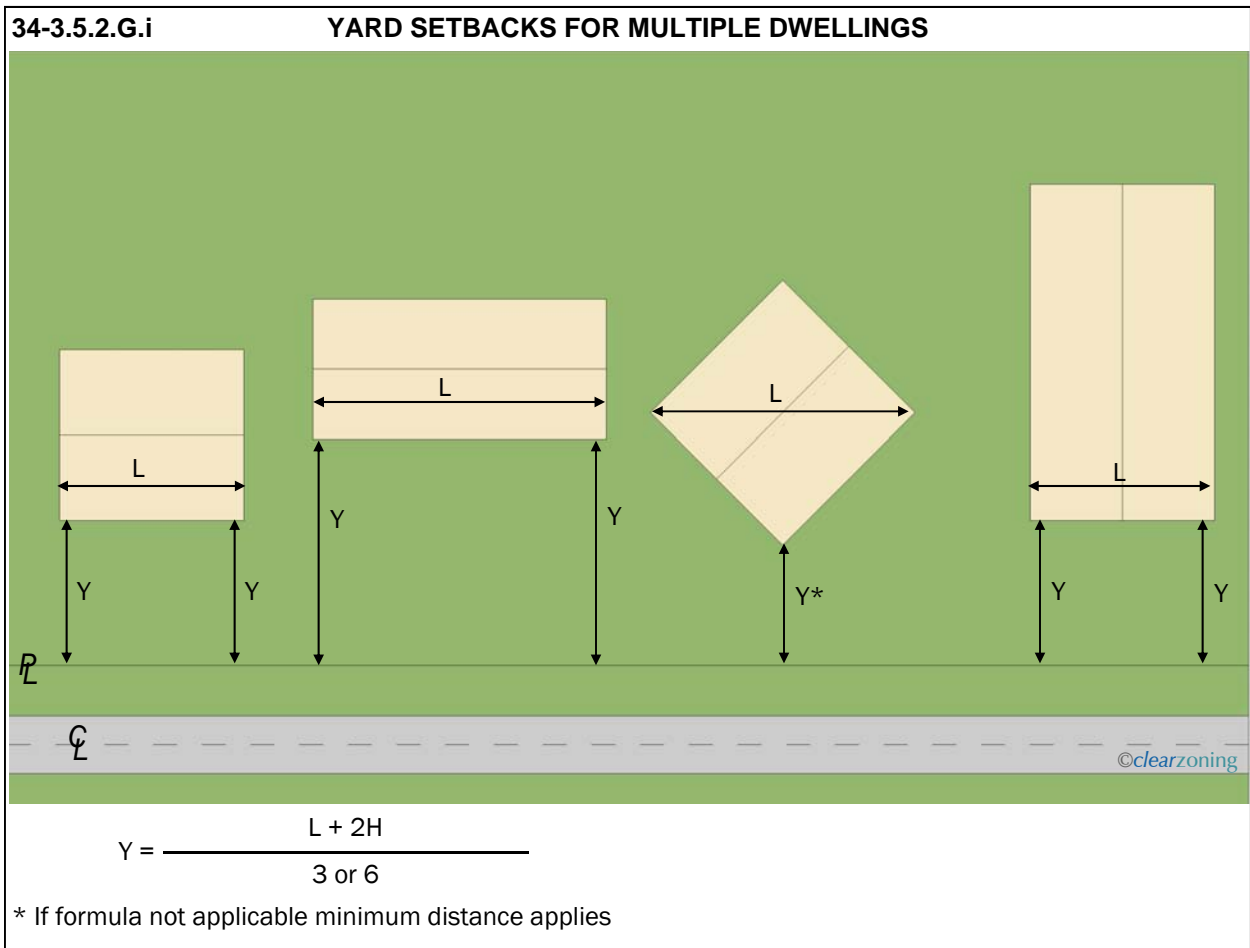 34-3.5.2.G.i YARD SETBACKS FOR MULTIPLE DWELLINGS
L
L
L
L
Y
Y
Y
Y
Y*
Y
Y
PL
CL
©clearzoning
Y = L + 2H
3 or 6
* If formula not applicable minimum distance applies